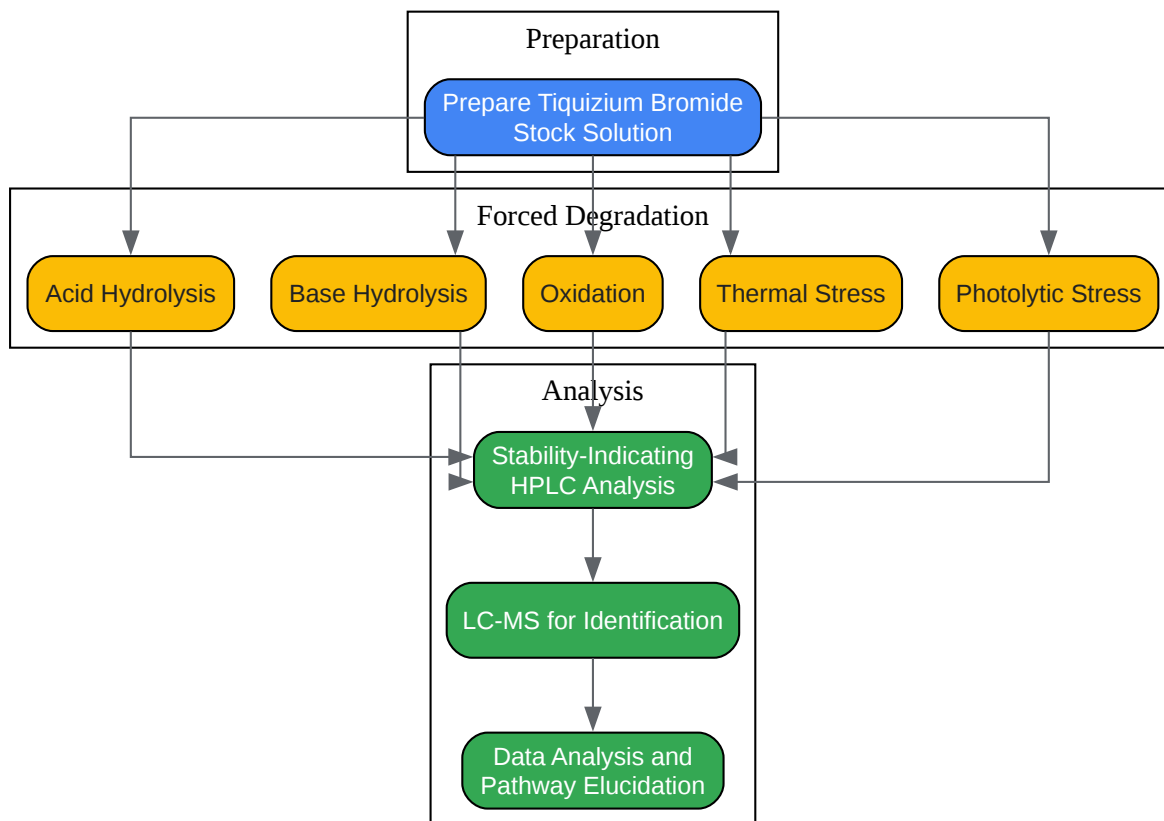 Preparation
Prepare Tiquizium Bromide
Stock Solution
Forced Degradation
Acid Hydrolysis
Base Hydrolysis
Oxidation
Thermal Stress
Photolytic Stress
Analysis
Stability-Indicating
HPLC Analysis
LC-MS for Identification
Data Analysis and
Pathway Elucidation